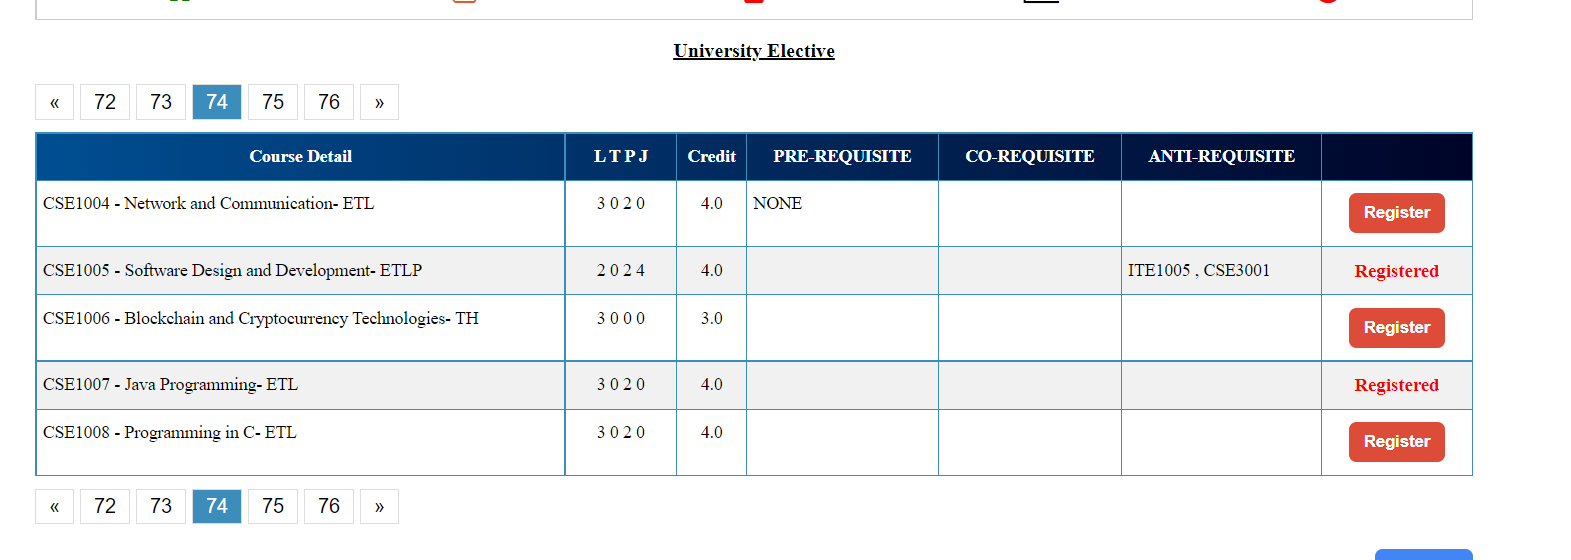 University Elective
« 72 73 74 75 76 »
Course Detail L T P J Credit PRE-REQUISITE CO-REQUISITE ANTI-REQUISITE
CSE1004 - Network and Communication- ETL 3 0 2 0 4.0 NONE Register
CSE1005 - Software Design and Development- ETLP 2 0 2 4 4.0 ITE1005 , CSE3001 Registered
CSE1006 - Blockchain and Cryptocurrency Technologies- TH 3 0 0 0 3.0 Register
CSE1007 - Java Programming- ETL 3 0 2 0 4.0 Registered
CSE1008 - Programming in C- ETL 3 0 2 0 4.0 Register
« 72 73 74 75 76 »